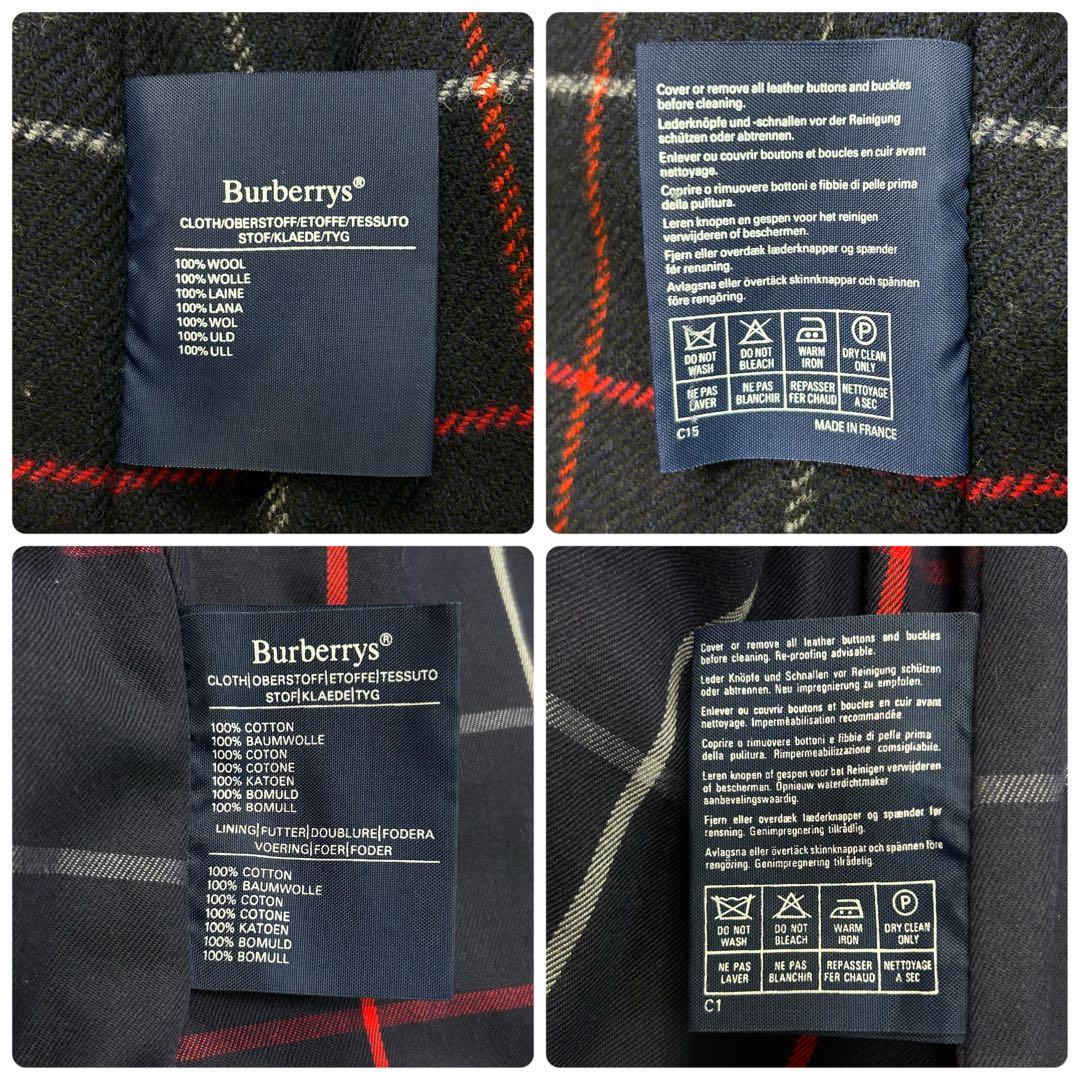 Burberrys®
CLOTH/OBERSTOFF/ETOFFE/TESSUTO
STOF/KLAEDE/TYG
100% WOOL
100% WOLLE
100% LAINE
100% LANA
100% WOL
100% ULD
100% ULL
Cover or remove all leather buttons and buckles
before cleaning.
Lederknöpfe und -schnallen vor der Reinigung
schützen oder abtrennen.
Enlever ou couvrir boutons et boucles en cuir avant
nettoyage.
Coprire o rimuovere bottoni e fibbie di pelle prima
della pulitura.
Leren knopen en gespen voor het reinigen
verwijderen of beschermen.
Fjern eller overdæk læderknapper og spænder
før rensning.
Avlagsna eller övertäck skinnknappar och spännen
före rengöring.
DO NOT WASH
DO NOT BLEACH
WARM IRON
P
DRY CLEAN ONLY
NE PAS LAVER
NE PAS BLANCHIR
REPASSER FER CHAUD
NETTOYAGE A SEC
C15 MADE IN FRANCE
Burberrys®
CLOTH|OBERSTOFF|ETOFFE|TESSUTO
STOF|KLAEDE|TYG
100% COTTON
100% BAUMWOLLE
100% COTON
100% COTONE
100% KATOEN
100% BOMULD
100% BOMULL
LINING|FUTTER|DOUBLURE|FODERA
VOERING|FOER|FODER
100% COTTON
100% BAUMWOLLE
100% COTON
100% COTONE
100% KATOEN
100% BOMULD
100% BOMULL
Cover or remove all leather buttons and buckles
before cleaning. Re-proofing advisable.
Leder Knöpfe und Schnallen vor Reinigung schützen
oder abtrennen. Neu impregnierung zu empfolen.
Enlever ou couvrir boutons et boucles en cuir avant
nettoyage. Imperméabilisation recommandée
Coprire o rimuovere bottoni e fibbie di pelle prima
della pulitura. Rimpermeabilizzazione consigliabile.
Leren knopen of gespen voor bet Reinigen verwijderen
of bescherman. Opnieuw waterdichtmaker
aanbevelingswaardig.
Fjern eller overdæk læderknapper og spænder før
rensning. Genimpregnering tilrådlig.
Avlagsna eller övertäck skinnknappar och spännen före
rengöring. Genimpregnering tilrådelig.
DO NOT WASH
DO NOT BLEACH
WARM IRON
P
DRY CLEAN ONLY
NE PAS LAVER
NE PAS BLANCHIR
REPASSER FER CHAUD
NETTOYAGE A SEC
C1